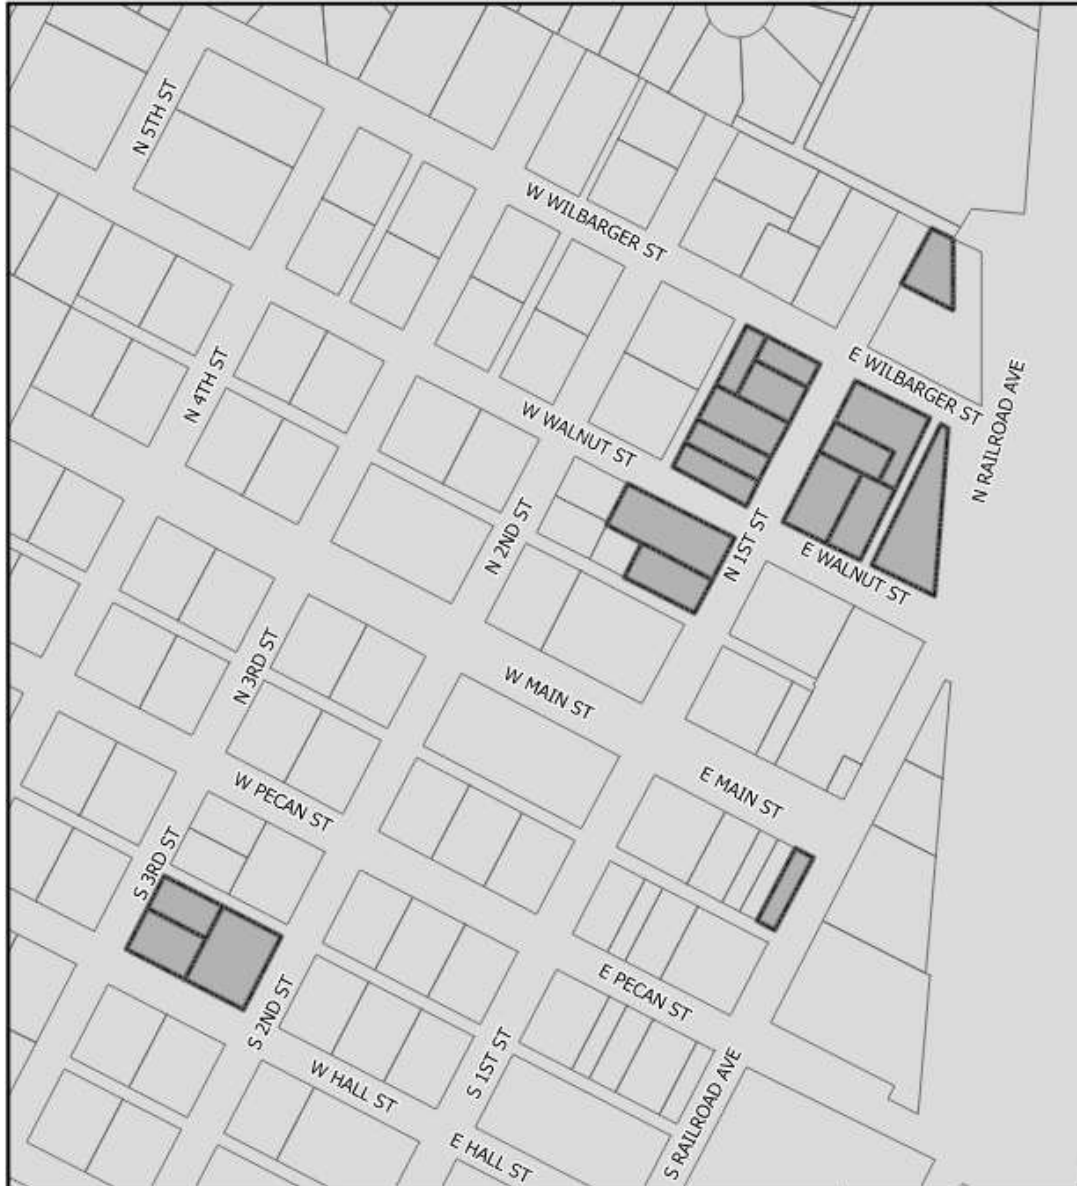 N 5TH ST
W WILBARGER ST
E WILBARGER ST
N 4TH ST
N RAILROAD AVE
W WALNUT ST
N 2ND ST
N 1ST ST
E WALNUT ST
N 3RD ST
W MAIN ST
E MAIN ST
W PECAN ST
S 3RD ST
E PECAN ST
S 2ND ST
S 1ST ST
W HALL ST
S RAILROAD AVE
E HALL ST